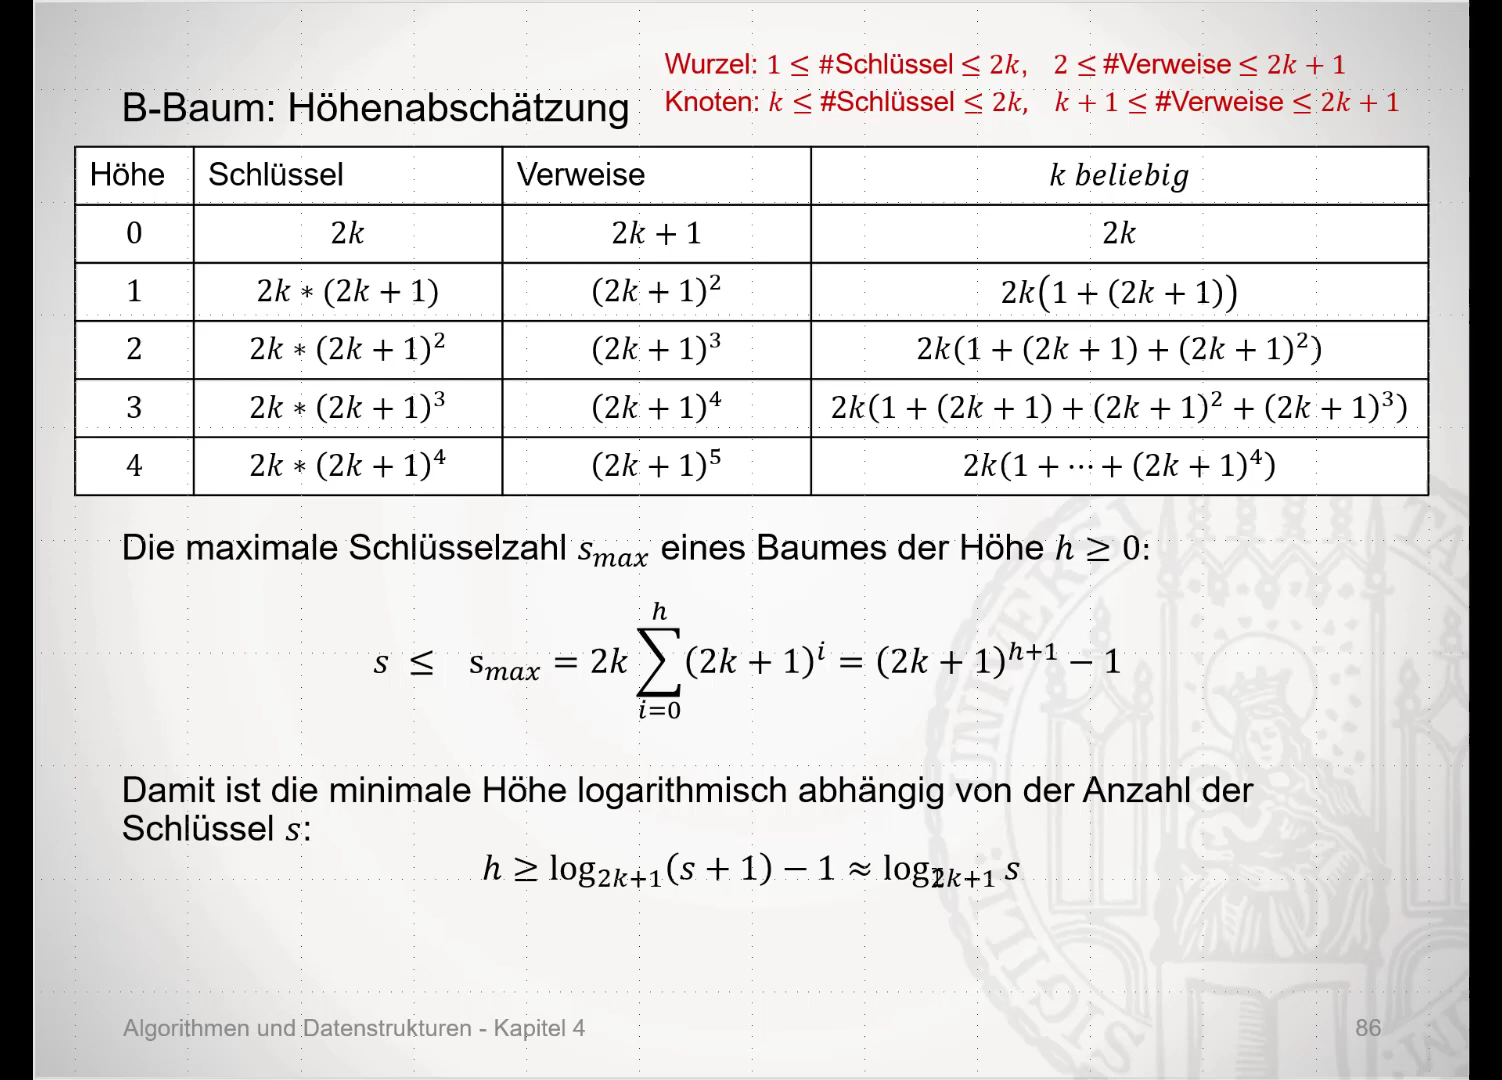 Wurzel: 1 ≤ #Schlüssel ≤ 2k, 2 ≤ #Verweise ≤ 2k + 1
B-Baum: Höhenabschätzung
Knoten: k ≤ #Schlüssel ≤ 2k, k + 1 ≤ #Verweise ≤ 2k + 1
Höhe Schlüssel Verweise k beliebig
0 2k 2k + 1 2k
1 2k * (2k + 1) (2k + 1)² 2k(1 + (2k + 1))
2 2k * (2k + 1)² (2k + 1)³ 2k(1 + (2k + 1) + (2k + 1)²)
3 2k * (2k + 1)³ (2k + 1)⁴ 2k(1 + (2k + 1) + (2k + 1)² + (2k + 1)³)
4 2k * (2k + 1)⁴ (2k + 1)⁵ 2k(1 + ⋯ + (2k + 1)⁴)
Die maximale Schlüsselzahl s_max eines Baumes der Höhe h ≥ 0:
s ≤ s_max = 2k ∑_{i=0}^{h} (2k + 1)^i = (2k + 1)^{h+1} − 1
Damit ist die minimale Höhe logarithmisch abhängig von der Anzahl der
Schlüssel s:
h ≥ log_{2k+1}(s + 1) − 1 ≈ log_{2k+1} s
Algorithmen und Datenstrukturen - Kapitel 4 86